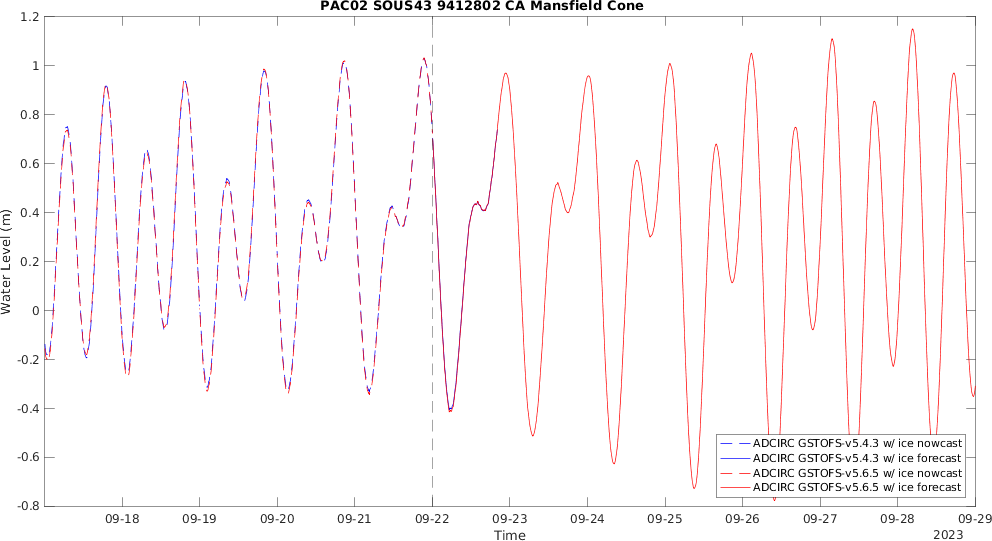 PAC02 SOUS43 9412802 CA Mansfield Cone
1.2
1
0.8
0.6
0.4
0.2
0
-0.2
-0.4
-0.6
-0.8
Water Level (m)
ADCIRC GSTOFS-v5.4.3 w/ ice nowcast
ADCIRC GSTOFS-v5.4.3 w/ ice forecast
ADCIRC GSTOFS-v5.6.5 w/ ice nowcast
ADCIRC GSTOFS-v5.6.5 w/ ice forecast
09-18 09-19 09-20 09-21 09-22 09-23 09-24 09-25 09-26 09-27 09-28 09-29
Time
2023